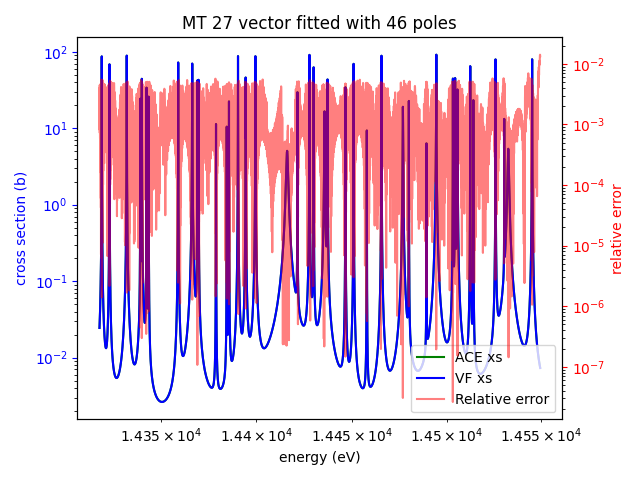 MT 27 vector fitted with 46 poles
cross section (b)
10²
10¹
10⁰
10⁻¹
10⁻²
10⁻²
10⁻³
10⁻⁴
10⁻⁵
10⁻⁶
10⁻⁷
relative error
ACE xs
VF xs
Relative error
1.435 × 10⁴ 1.44 × 10⁴ 1.445 × 10⁴ 1.45 × 10⁴ 1.455 × 10⁴
energy (eV)